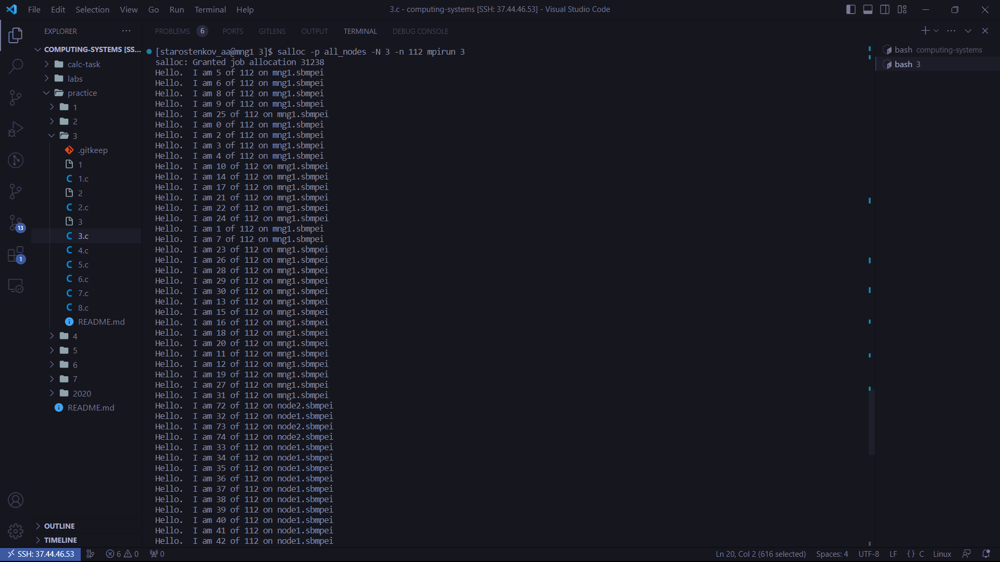 File Edit Selection View Go Run Terminal Help
3.c - computing-systems [SSH: 37.44.46.53] - Visual Studio Code
EXPLORER
COMPUTING-SYSTEMS [SS...
calc-task
labs
practice
1
2
3
.gitkeep
1
1.c
2
2.c
3
3.c
4.c
5.c
6.c
7.c
8.c
README.md
4
5
6
7
2020
README.md
OUTLINE
TIMELINE
13
1
PROBLEMS 6 PORTS GITLENS OUTPUT TERMINAL DEBUG CONSOLE
[starostenkov_aa@mng1 3]$ salloc -p all_nodes -N 3 -n 112 mpirun 3
salloc: Granted job allocation 31238
Hello.  I am 5 of 112 on mng1.sbmpei
Hello.  I am 6 of 112 on mng1.sbmpei
Hello.  I am 8 of 112 on mng1.sbmpei
Hello.  I am 9 of 112 on mng1.sbmpei
Hello.  I am 25 of 112 on mng1.sbmpei
Hello.  I am 0 of 112 on mng1.sbmpei
Hello.  I am 2 of 112 on mng1.sbmpei
Hello.  I am 3 of 112 on mng1.sbmpei
Hello.  I am 4 of 112 on mng1.sbmpei
Hello.  I am 10 of 112 on mng1.sbmpei
Hello.  I am 14 of 112 on mng1.sbmpei
Hello.  I am 17 of 112 on mng1.sbmpei
Hello.  I am 21 of 112 on mng1.sbmpei
Hello.  I am 22 of 112 on mng1.sbmpei
Hello.  I am 24 of 112 on mng1.sbmpei
Hello.  I am 1 of 112 on mng1.sbmpei
Hello.  I am 7 of 112 on mng1.sbmpei
Hello.  I am 23 of 112 on mng1.sbmpei
Hello.  I am 26 of 112 on mng1.sbmpei
Hello.  I am 28 of 112 on mng1.sbmpei
Hello.  I am 29 of 112 on mng1.sbmpei
Hello.  I am 30 of 112 on mng1.sbmpei
Hello.  I am 13 of 112 on mng1.sbmpei
Hello.  I am 15 of 112 on mng1.sbmpei
Hello.  I am 16 of 112 on mng1.sbmpei
Hello.  I am 18 of 112 on mng1.sbmpei
Hello.  I am 20 of 112 on mng1.sbmpei
Hello.  I am 11 of 112 on mng1.sbmpei
Hello.  I am 12 of 112 on mng1.sbmpei
Hello.  I am 19 of 112 on mng1.sbmpei
Hello.  I am 27 of 112 on mng1.sbmpei
Hello.  I am 31 of 112 on mng1.sbmpei
Hello.  I am 72 of 112 on node2.sbmpei
Hello.  I am 32 of 112 on node1.sbmpei
Hello.  I am 73 of 112 on node2.sbmpei
Hello.  I am 74 of 112 on node2.sbmpei
Hello.  I am 33 of 112 on node1.sbmpei
Hello.  I am 34 of 112 on node1.sbmpei
Hello.  I am 35 of 112 on node1.sbmpei
Hello.  I am 36 of 112 on node1.sbmpei
Hello.  I am 37 of 112 on node1.sbmpei
Hello.  I am 38 of 112 on node1.sbmpei
Hello.  I am 39 of 112 on node1.sbmpei
Hello.  I am 40 of 112 on node1.sbmpei
Hello.  I am 41 of 112 on node1.sbmpei
Hello.  I am 42 of 112 on node1.sbmpei
bash computing-systems
bash 3
SSH: 37.44.46.53 6 0 0
Ln 20, Col 2 (616 selected) Spaces: 4 UTF-8 LF {} C Linux